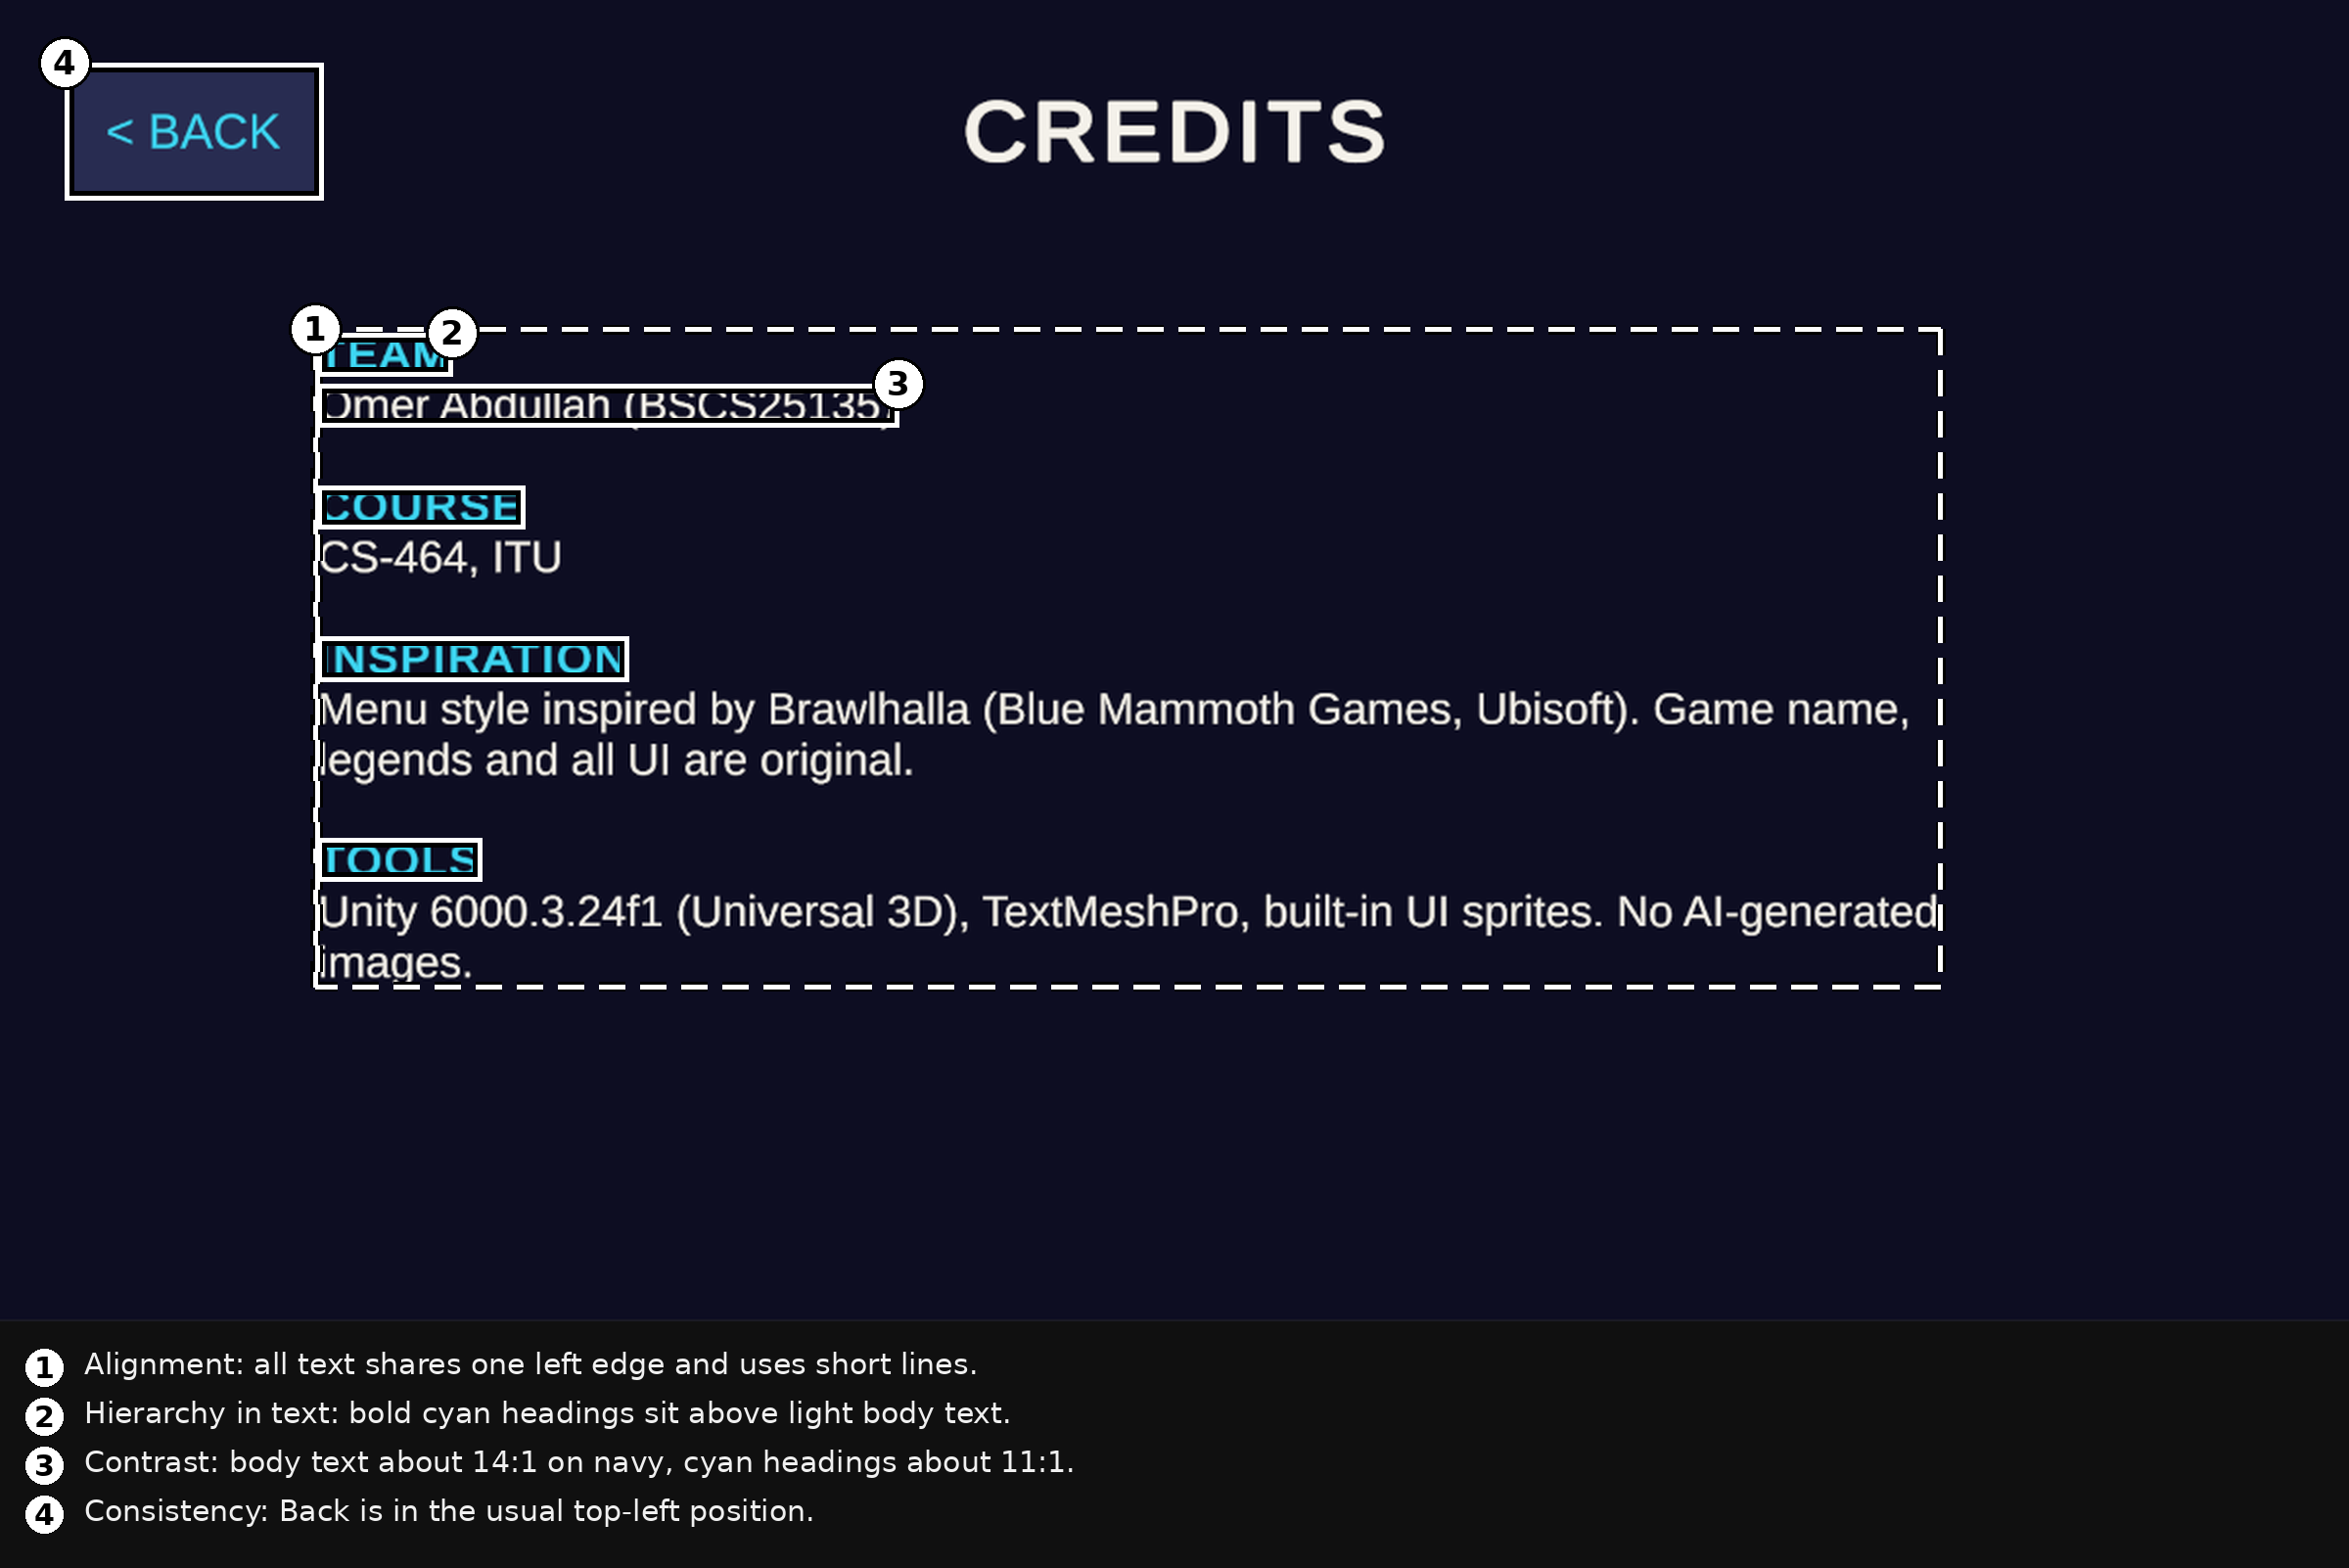 4
< BACK
CREDITS
1
2
TEAM
3
Omer Abdullah (BSCS25135)
COURSE
CS-464, ITU
INSPIRATION
Menu style inspired by Brawlhalla (Blue Mammoth Games, Ubisoft). Game name,
legends and all UI are original.
TOOLS
Unity 6000.3.24f1 (Universal 3D), TextMeshPro, built-in UI sprites. No AI-generated
images.
1 Alignment: all text shares one left edge and uses short lines.
2 Hierarchy in text: bold cyan headings sit above light body text.
3 Contrast: body text about 14:1 on navy, cyan headings about 11:1.
4 Consistency: Back is in the usual top-left position.